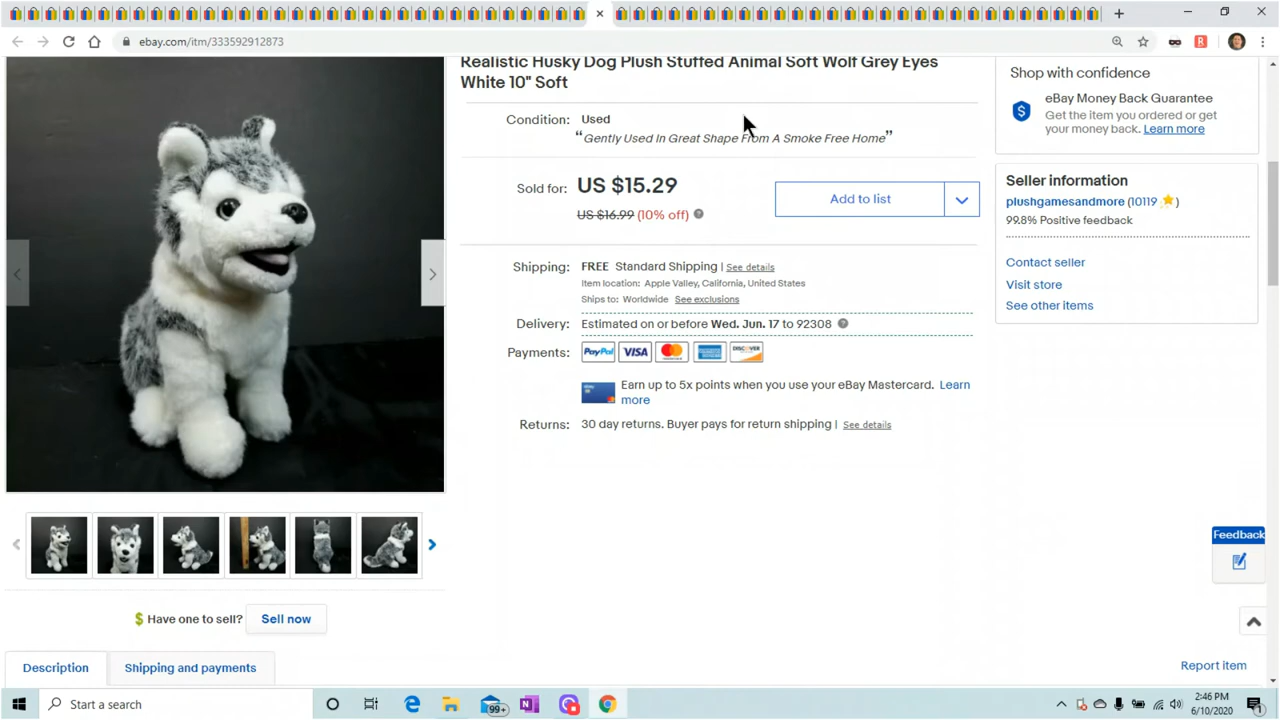 ebay.com/itm/333592912873
Realistic Husky Dog Plush Stuffed Animal Soft Wolf Grey Eyes
White 10" Soft
Condition: Used
“Gently Used In Great Shape From A Smoke Free Home”
Sold for: US $15.29
US $16.99 (10% off)
Add to list
Shipping: FREE Standard Shipping | See details
Item location: Apple Valley, California, United States
Ships to: Worldwide See exclusions
Delivery: Estimated on or before Wed. Jun. 17 to 92308
Payments: PayPal VISA
Earn up to 5x points when you use your eBay Mastercard. Learn
more
Returns: 30 day returns. Buyer pays for return shipping | See details
Shop with confidence
eBay Money Back Guarantee
Get the item you ordered or get
your money back. Learn more
Seller information
plushgamesandmore (10119 )
99.8% Positive feedback
Contact seller
Visit store
See other items
Feedback
Have one to sell? Sell now
Description Shipping and payments
Report item
Start a search
99+
2:46 PM
6/10/2020